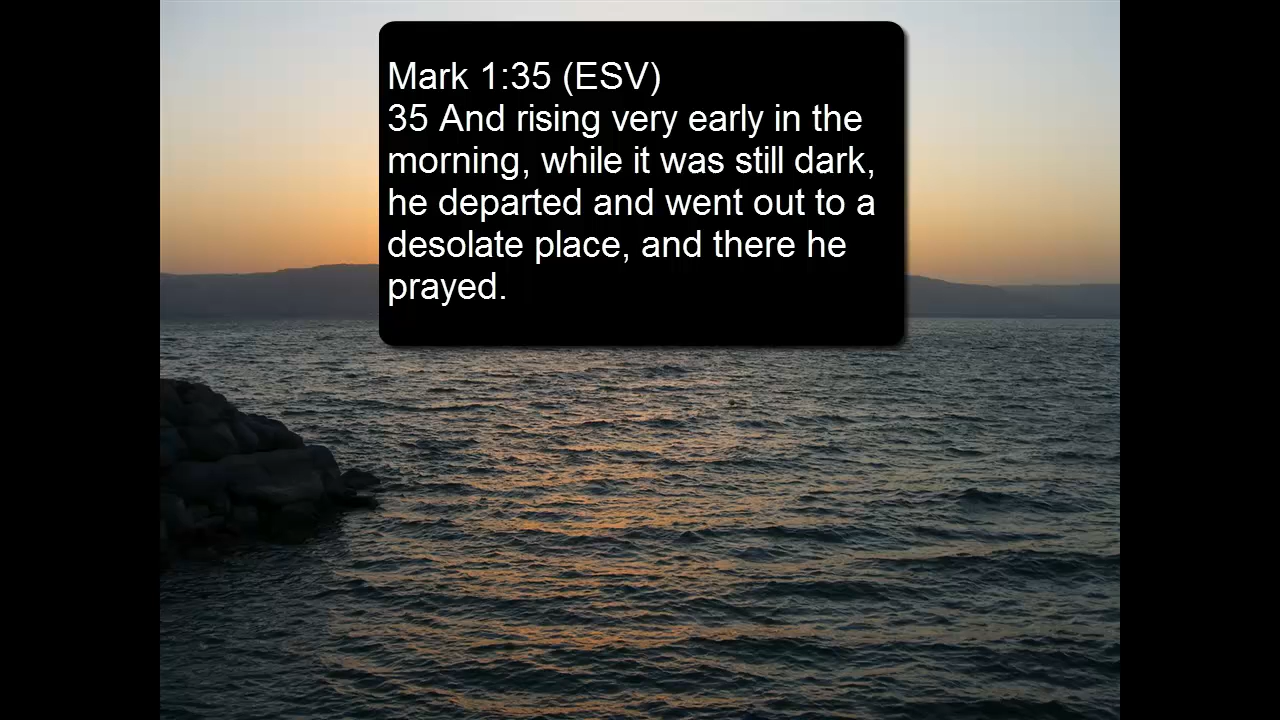 Mark 1:35 (ESV)
35 And rising very early in the
morning, while it was still dark,
he departed and went out to a
desolate place, and there he
prayed.